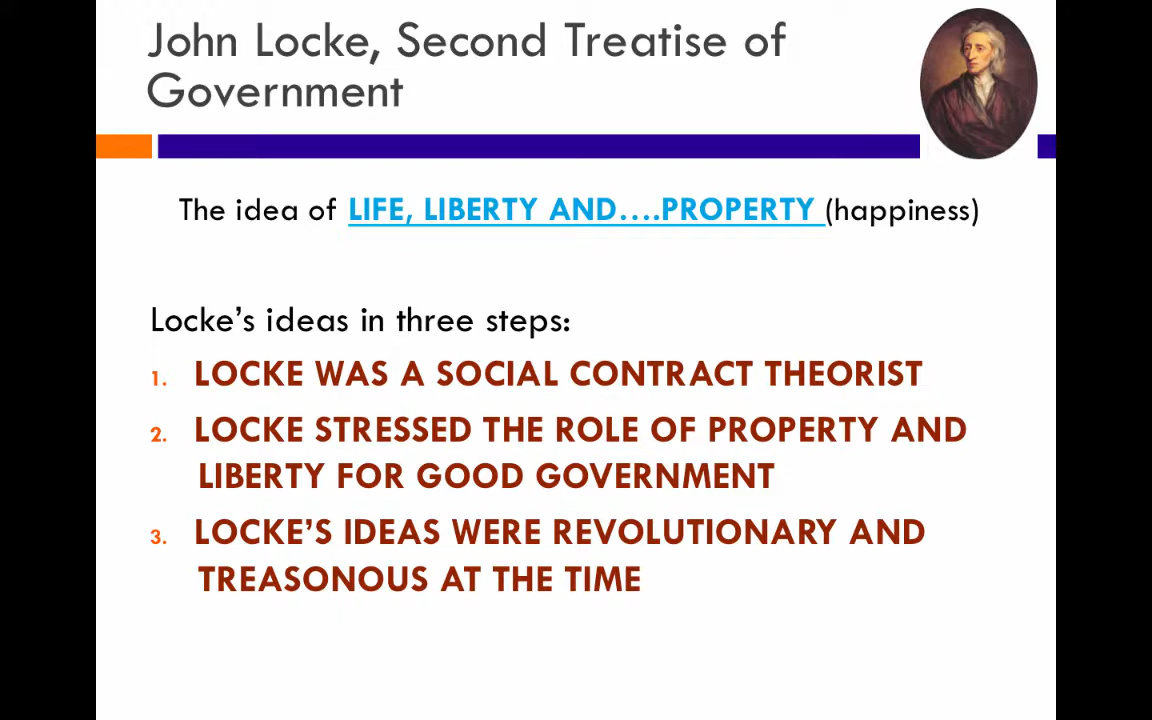 John Locke, Second Treatise of
Government
The idea of LIFE, LIBERTY AND….PROPERTY (happiness)
Locke’s ideas in three steps:
1. LOCKE WAS A SOCIAL CONTRACT THEORIST
2. LOCKE STRESSED THE ROLE OF PROPERTY AND
LIBERTY FOR GOOD GOVERNMENT
3. LOCKE’S IDEAS WERE REVOLUTIONARY AND
TREASONOUS AT THE TIME